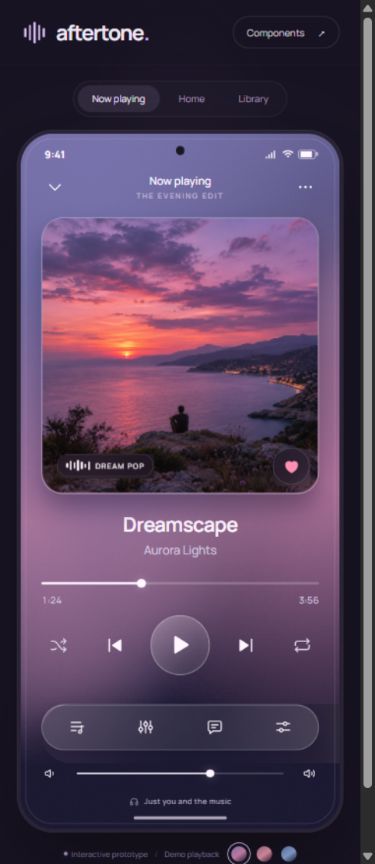 aftertone.
Components ↗
Now playing Home Library
9:41
Now playing
THE EVENING EDIT
DREAM POP
Dreamscape
Aurora Lights
1:24 3:56
Just you and the music
Interactive prototype / Demo playback